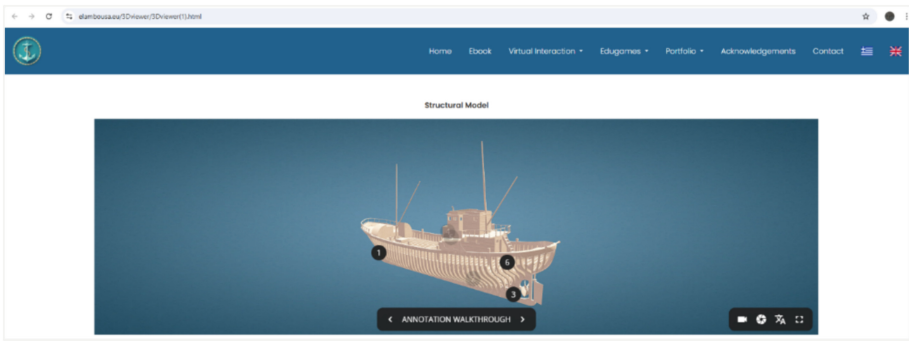 elambousa.eu/3Dviewer/3Dviewer(1).html
Home Ebook Virtual Interaction Edugames Portfolio Acknowledgements Contact
Structural Model
1
6
3
ANNOTATION WALKTHROUGH